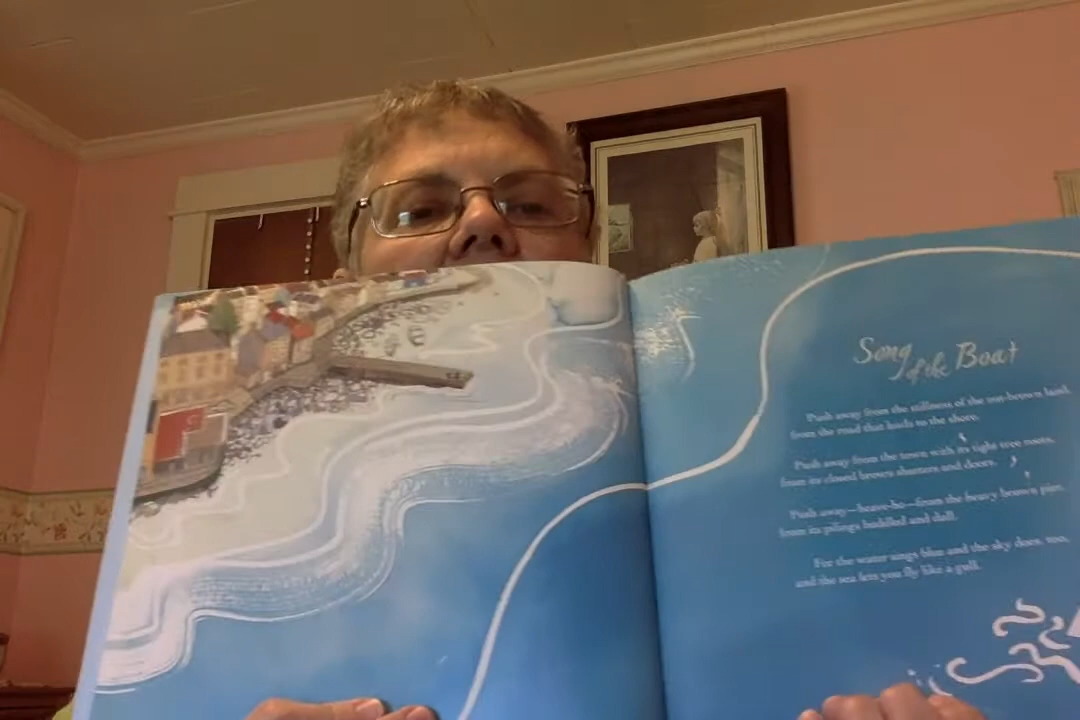 Song
of the Boat
Push away from the stillness of the nut-brown land,
from the road that leads to the shore.
Push away from the town with its tight tree roots,
from its closed brown shutters and doors.
Push away—heave-ho—from the heavy brown pier,
from its pilings huddled and dull.
For the water sings blue and the sky does, too,
and the sea lets you fly like a gull.